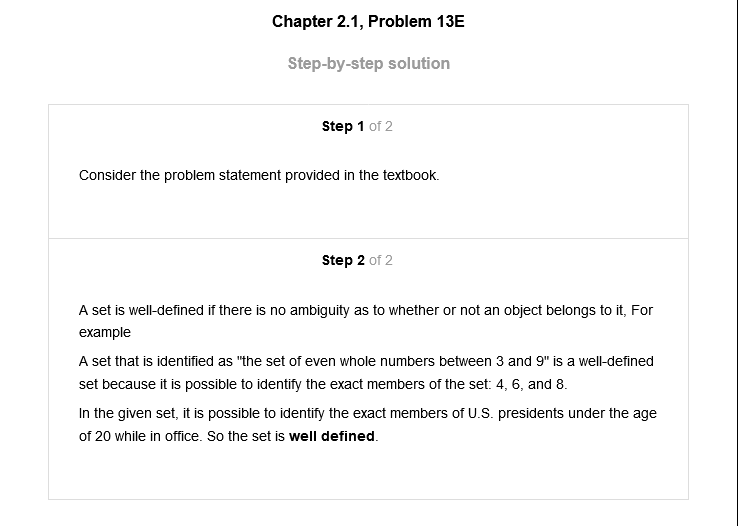 Chapter 2.1, Problem 13E
Step-by-step solution
Step 1 of 2
Consider the problem statement provided in the textbook.
Step 2 of 2
A set is well-defined if there is no ambiguity as to whether or not an object belongs to it, For
example
A set that is identified as "the set of even whole numbers between 3 and 9" is a well-defined
set because it is possible to identify the exact members of the set: 4, 6, and 8.
In the given set, it is possible to identify the exact members of U.S. presidents under the age
of 20 while in office. So the set is well defined.